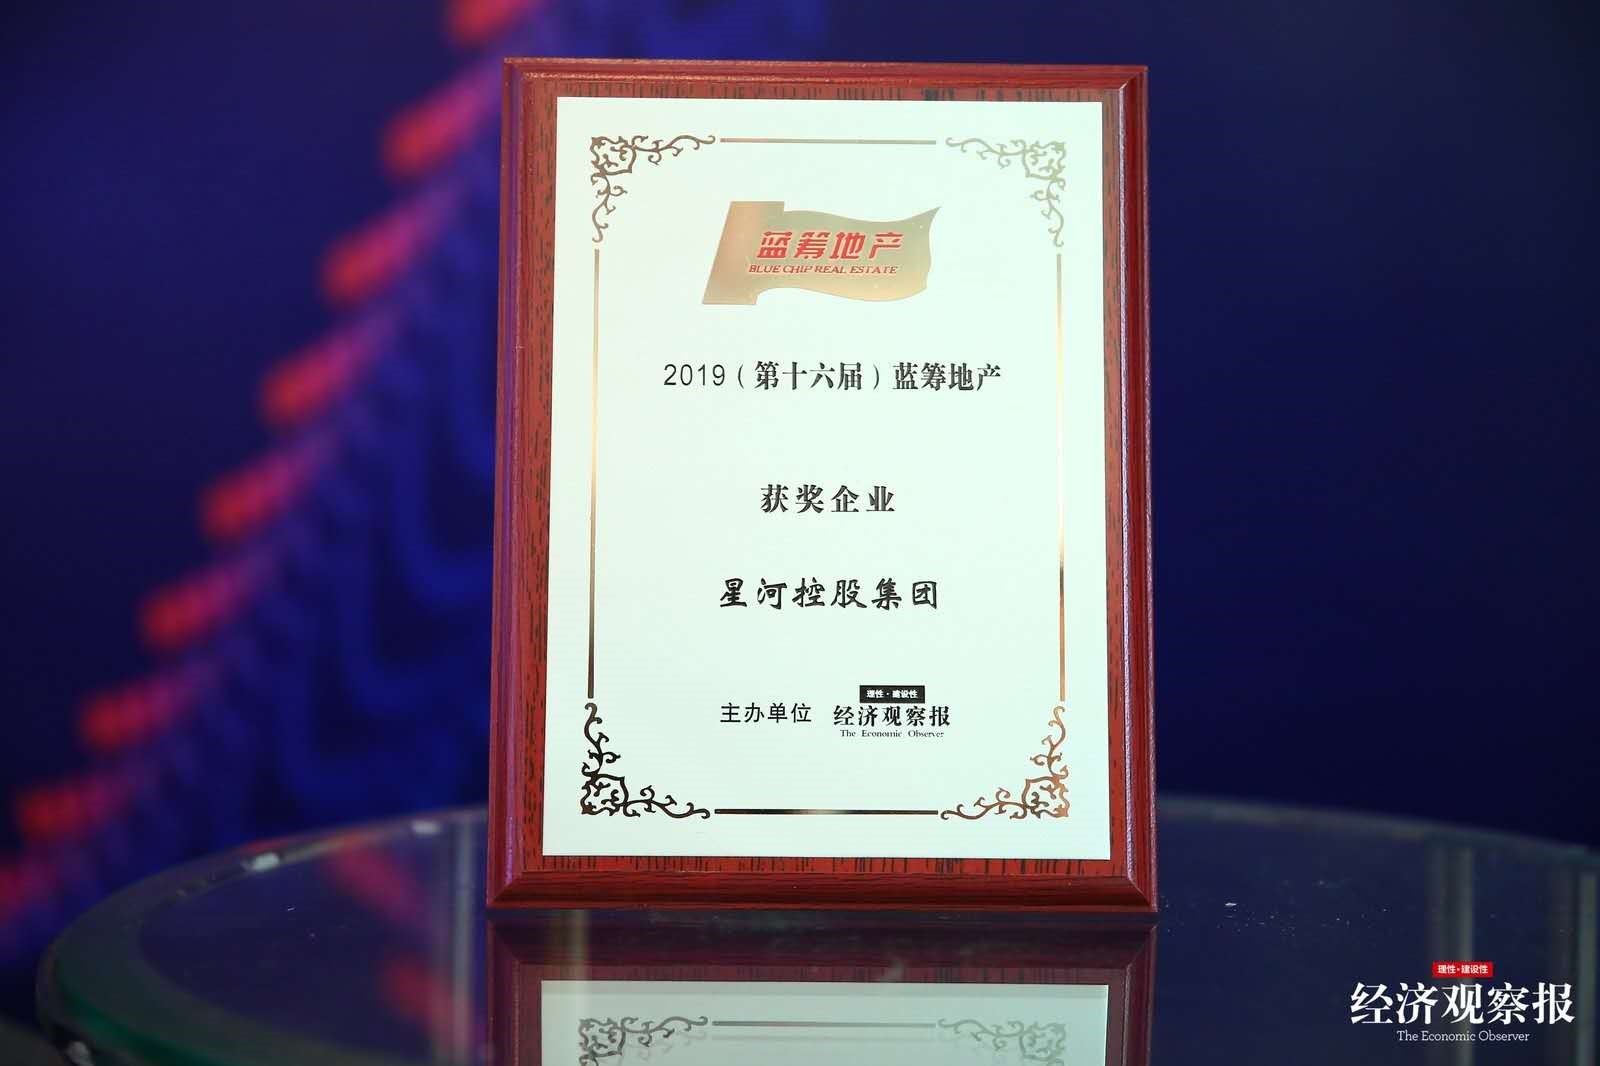 蓝筹地产
BLUE CHIP REAL ESTATE
2019（第十六届）蓝筹地产
获奖企业
星河控股集团
主办单位
理性·建设性
经济观察报
The Economic Observer
理性·建设性
经济观察报
The Economic Observer